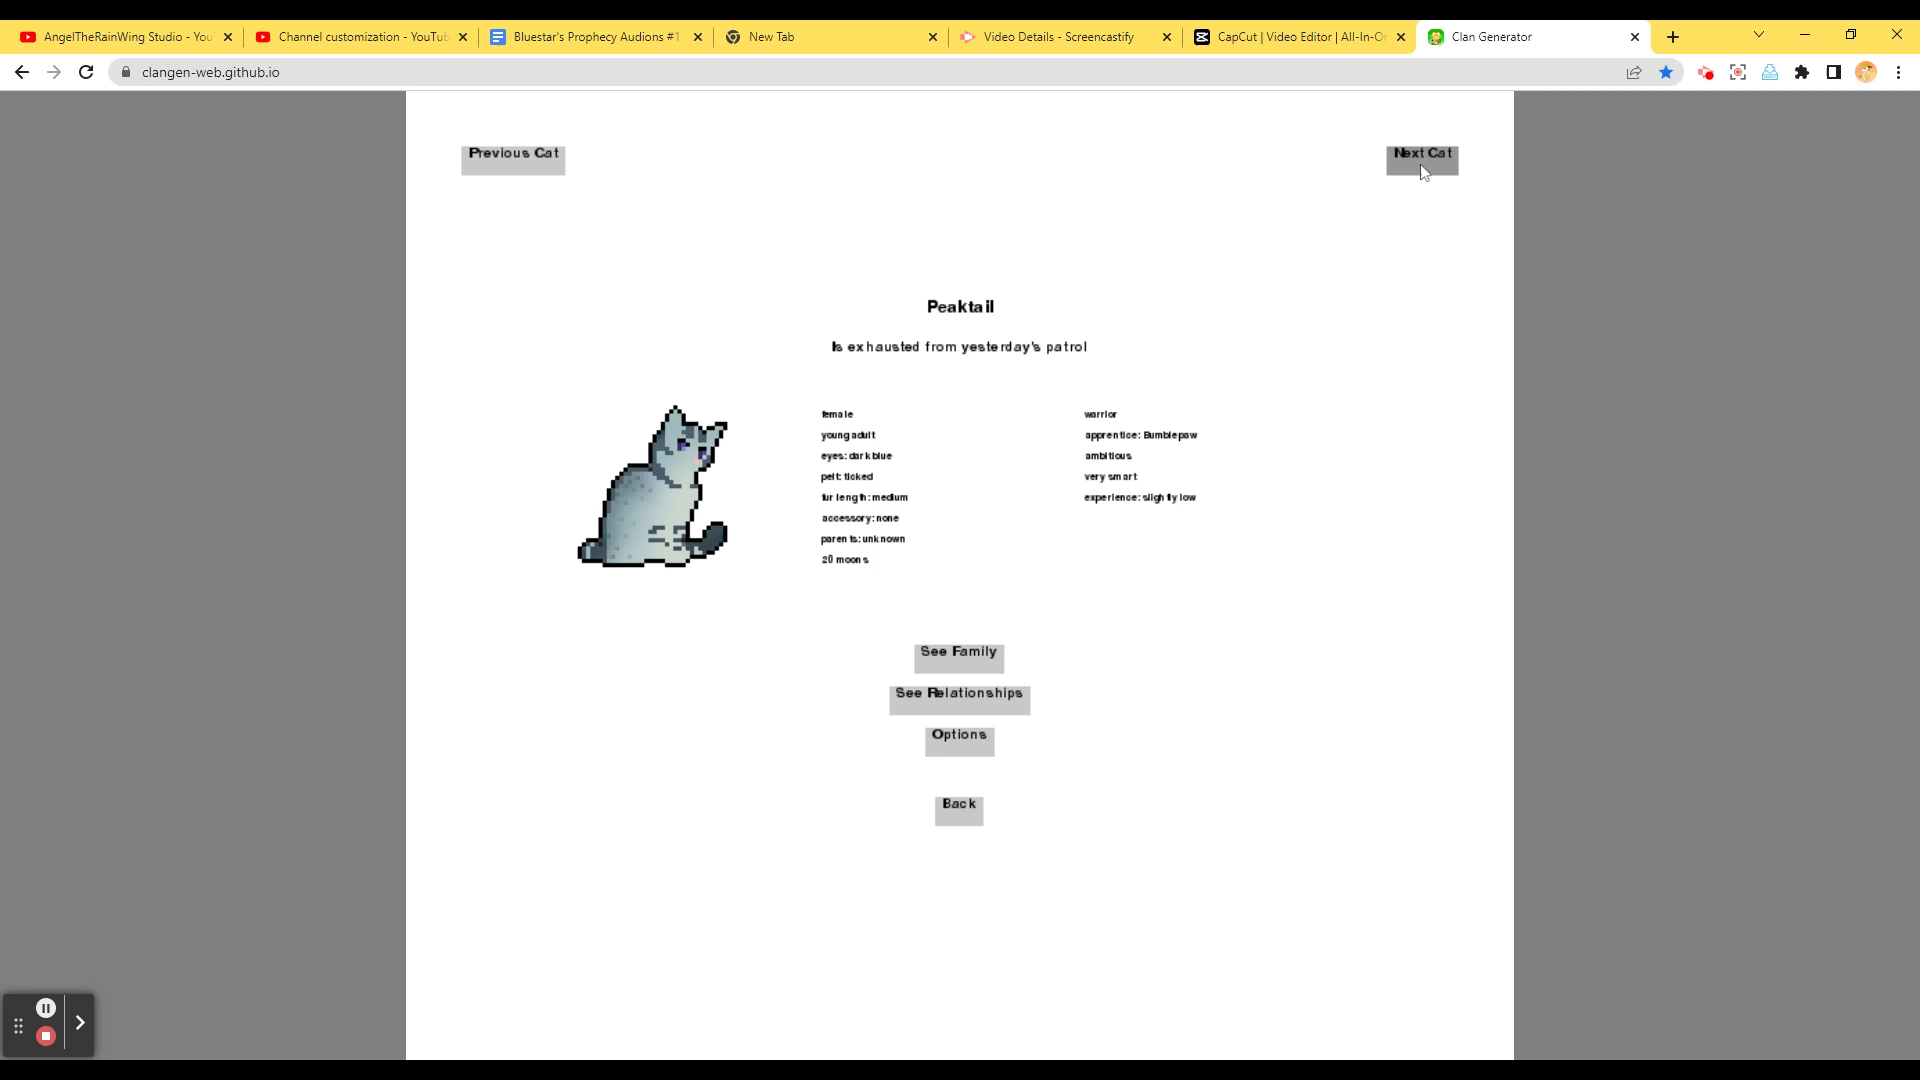 AngelTheRainWing Studio - You
Channel customization - YouTub
Bluestar's Prophecy Audions #1
New Tab
Video Details - Screencastify
CapCut | Video Editor | All-In-On
Clan Generator
clangen-web.github.io
Previous Cat
Next Cat
Peaktail
Is exhausted from yesterday's patrol
female
young adult
eyes: dark blue
pelt: ticked
fur length: medium
accessory: none
parents: unknown
20 moons
warrior
apprentice: Bumblepaw
ambitious
very smart
experience: slightly low
See Family
See Relationships
Options
Back